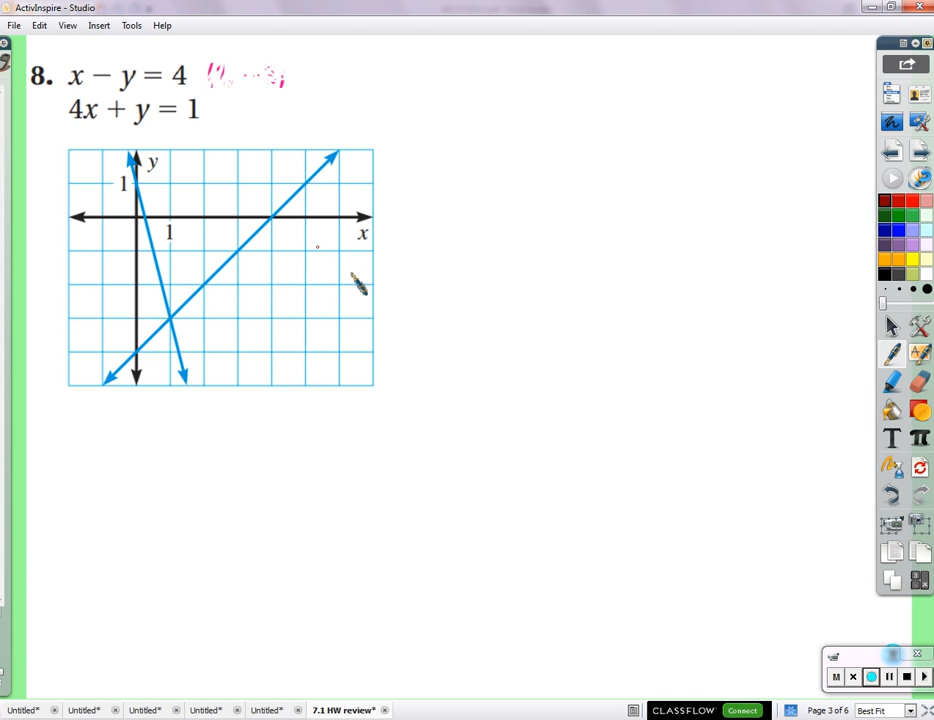 ActivInspire - Studio
File Edit View Insert Tools Help
8. x − y = 4
4x + y = 1
y
1
1
x
M
Untitled* Untitled* Untitled* Untitled* Untitled* 7.1 HW review* CLASSFLOW Connect Page 3 of 6 Best Fit